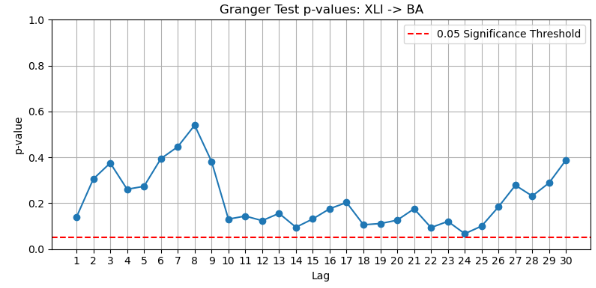 Granger Test p-values: XLI -> BA
0.05 Significance Threshold
p-value
1.0
0.8
0.6
0.4
0.2
0.0
1 2 3 4 5 6 7 8 9 10 11 12 13 14 15 16 17 18 19 20 21 22 23 24 25 26 27 28 29 30
Lag